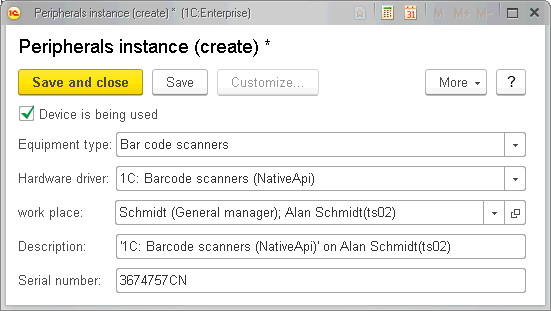 Peripherals instance (create) * (1C:Enterprise)
M M+ M-
Peripherals instance (create) *
Save and close Save Customize... More ?
Device is being used
Equipment type: Bar code scanners
Hardware driver: 1C: Barcode scanners (NativeApi)
work place: Schmidt (General manager); Alan Schmidt(ts02)
Description: '1C: Barcode scanners (NativeApi)' on Alan Schmidt(ts02)
Serial number: 3674757CN